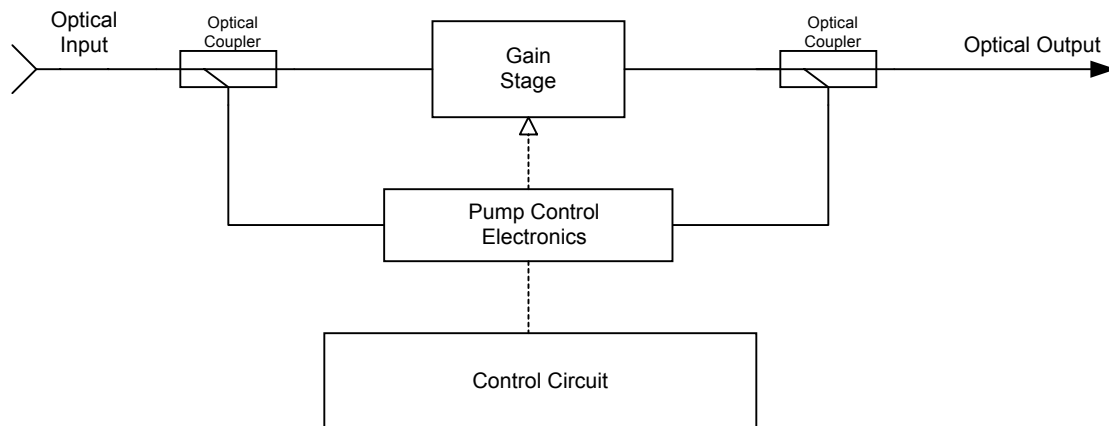 Optical
Input
Optical
Coupler
Gain
Stage
Optical
Coupler
Optical Output
Pump Control
Electronics
Control Circuit